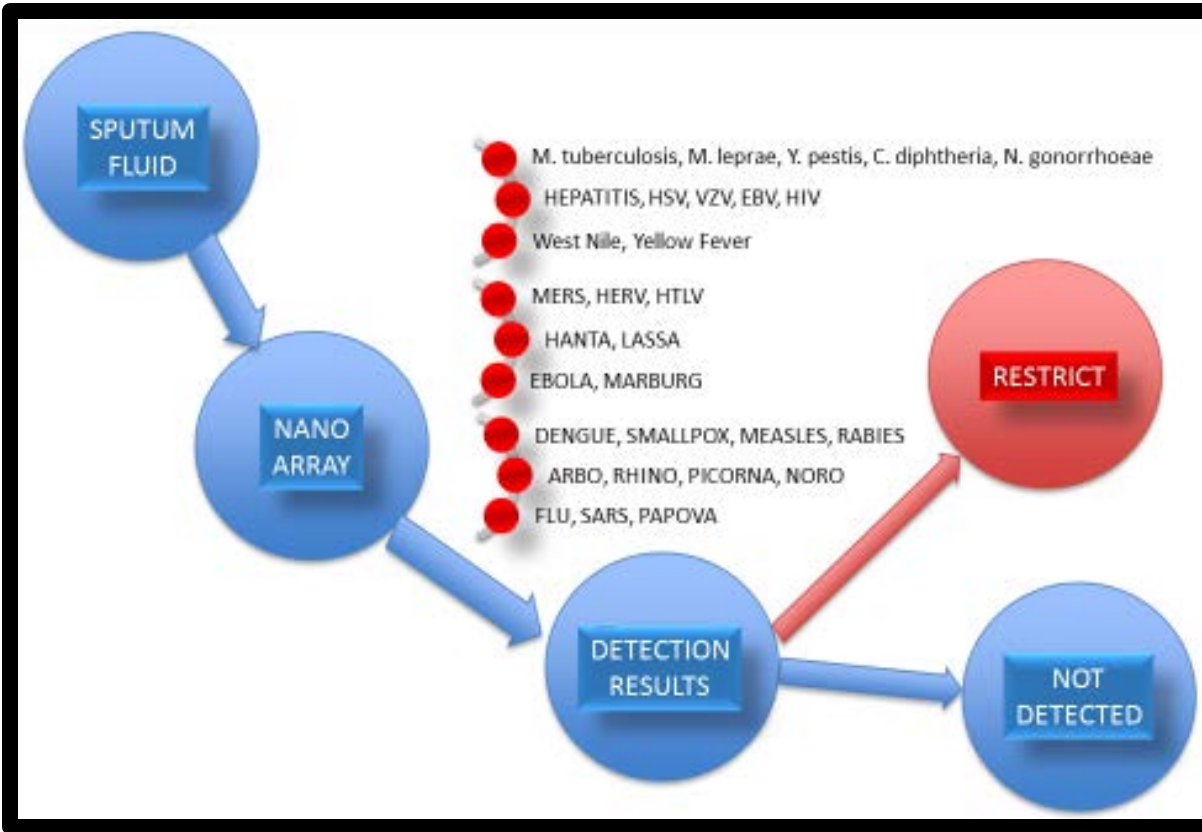 SPUTUM
FLUID
M. tuberculosis, M. leprae, Y. pestis, C. diphtheria, N. gonorrhoeae
HEPATITIS, HSV, VZV, EBV, HIV
West Nile, Yellow Fever
MERS, HERV, HTLV
HANTA, LASSA
EBOLA, MARBURG
DENGUE, SMALLPOX, MEASLES, RABIES
ARBO, RHINO, PICORNA, NORO
FLU, SARS, PAPOVA
RESTRICT
NANO
ARRAY
DETECTION
RESULTS
NOT
DETECTED